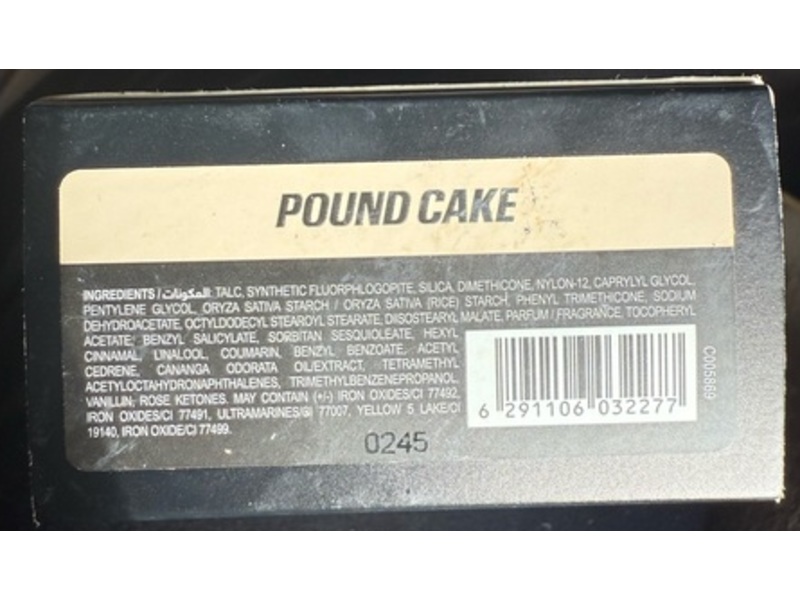 POUND CAKE
INGREDIENTS / المكونات: TALC, SYNTHETIC FLUORPHLOGOPITE, SILICA, DIMETHICONE, NYLON-12, CAPRYLYL GLYCOL,
PENTYLENE GLYCOL, ORYZA SATIVA STARCH / ORYZA SATIVA (RICE) STARCH, PHENYL TRIMETHICONE, SODIUM
DEHYDROACETATE, OCTYLDODECYL STEAROYL STEARATE, DIISOSTEARYL MALATE, PARFUM / FRAGRANCE, TOCOPHERYL
ACETATE, BENZYL SALICYLATE, SORBITAN SESQUIOLEATE, HEXYL
CINNAMAL, LINALOOL, COUMARIN, BENZYL BENZOATE, ACETYL
CEDRENE, CANANGA ODORATA OIL/EXTRACT, TETRAMETHYL
ACETYLOCTAHYDRONAPHTHALENES, TRIMETHYLBENZENEPROPANOL,
VANILLIN, ROSE KETONES. MAY CONTAIN (+/-) IRON OXIDES/CI 77492,
IRON OXIDES/CI 77491, ULTRAMARINES/GI 77007, YELLOW 5 LAKE/CI
19140, IRON OXIDE/CI 77499.
6 291106 032277
C005869
0245